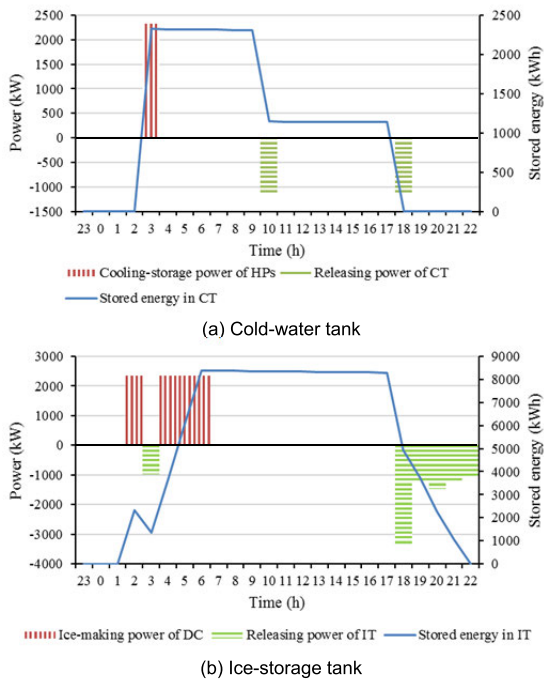 2500 2500
2000
1500 2000
1000
500 1500
0
-500 1000
-1000 500
-1500 0
Power (kW)
Stored energy (kWh)
23 0 1 2 3 4 5 6 7 8 9 10 11 12 13 14 15 16 17 18 19 20 21 22
Time (h)
Cooling-storage power of HPs Releasing power of CT
Stored energy in CT
(a) Cold-water tank
3000 9000
2000 8000
1000 7000
0 6000
-1000 5000
-2000 4000
-3000 3000
-4000 2000
1000
0
Power (kW)
Stored energy (kWh)
23 0 1 2 3 4 5 6 7 8 9 10 11 12 13 14 15 16 17 18 19 20 21 22
Time (h)
Ice-making power of DC Releasing power of IT Stored energy in IT
(b) Ice-storage tank